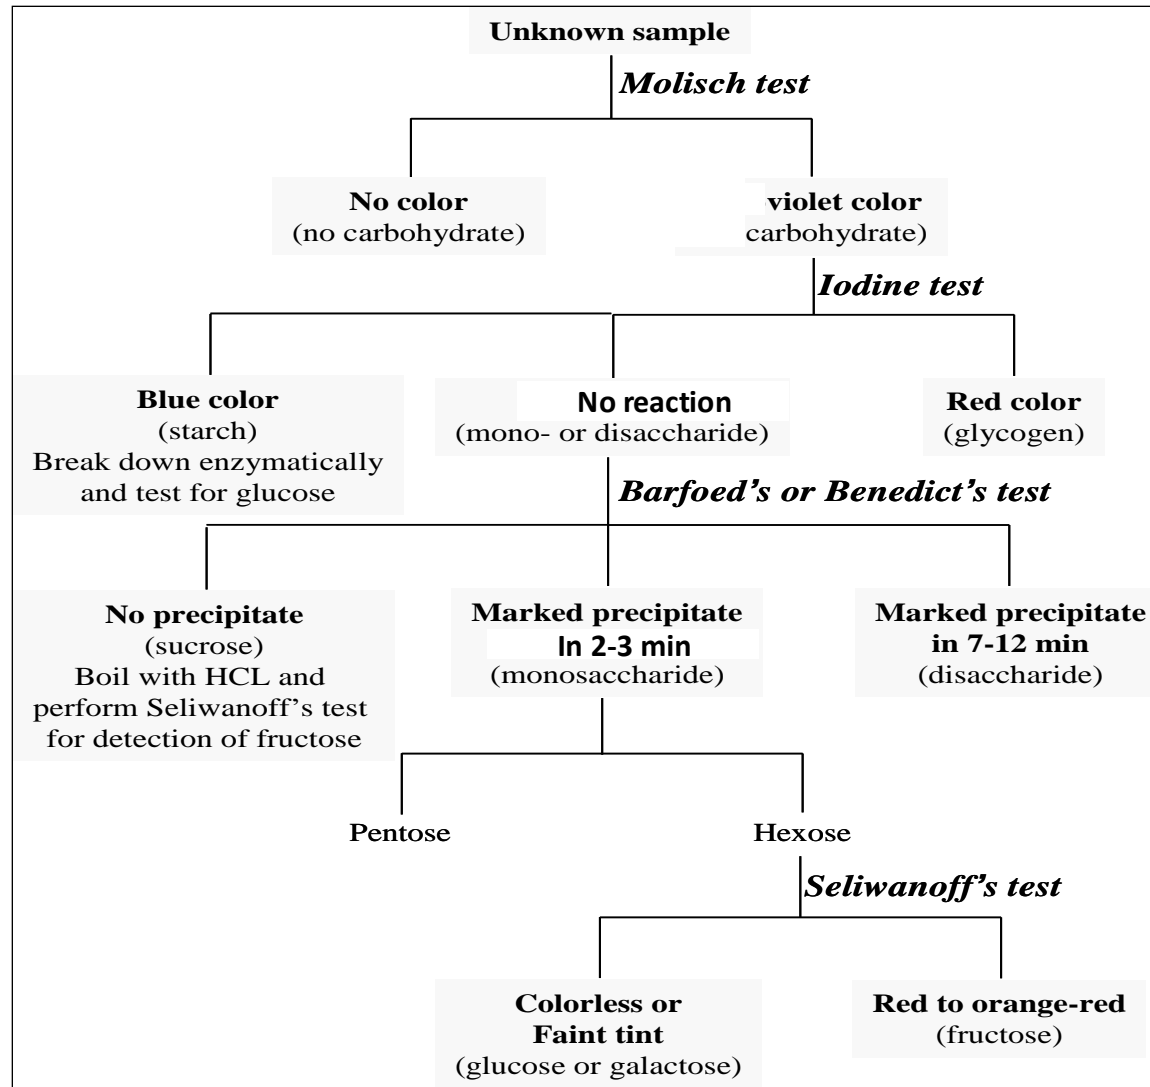 Unknown sample
Molisch test
No color
(no carbohydrate)
violet color
carbohydrate)
Iodine test
Blue color
(starch)
Break down enzymatically
and test for glucose
No reaction
(mono- or disaccharide)
Red color
(glycogen)
Barfoed’s or Benedict’s test
No precipitate
(sucrose)
Boil with HCL and
perform Seliwanoff’s test
for detection of fructose
Marked precipitate
In 2-3 min
(monosaccharide)
Marked precipitate
in 7-12 min
(disaccharide)
Pentose
Hexose
Seliwanoff’s test
Colorless or
Faint tint
(glucose or galactose)
Red to orange-red
(fructose)